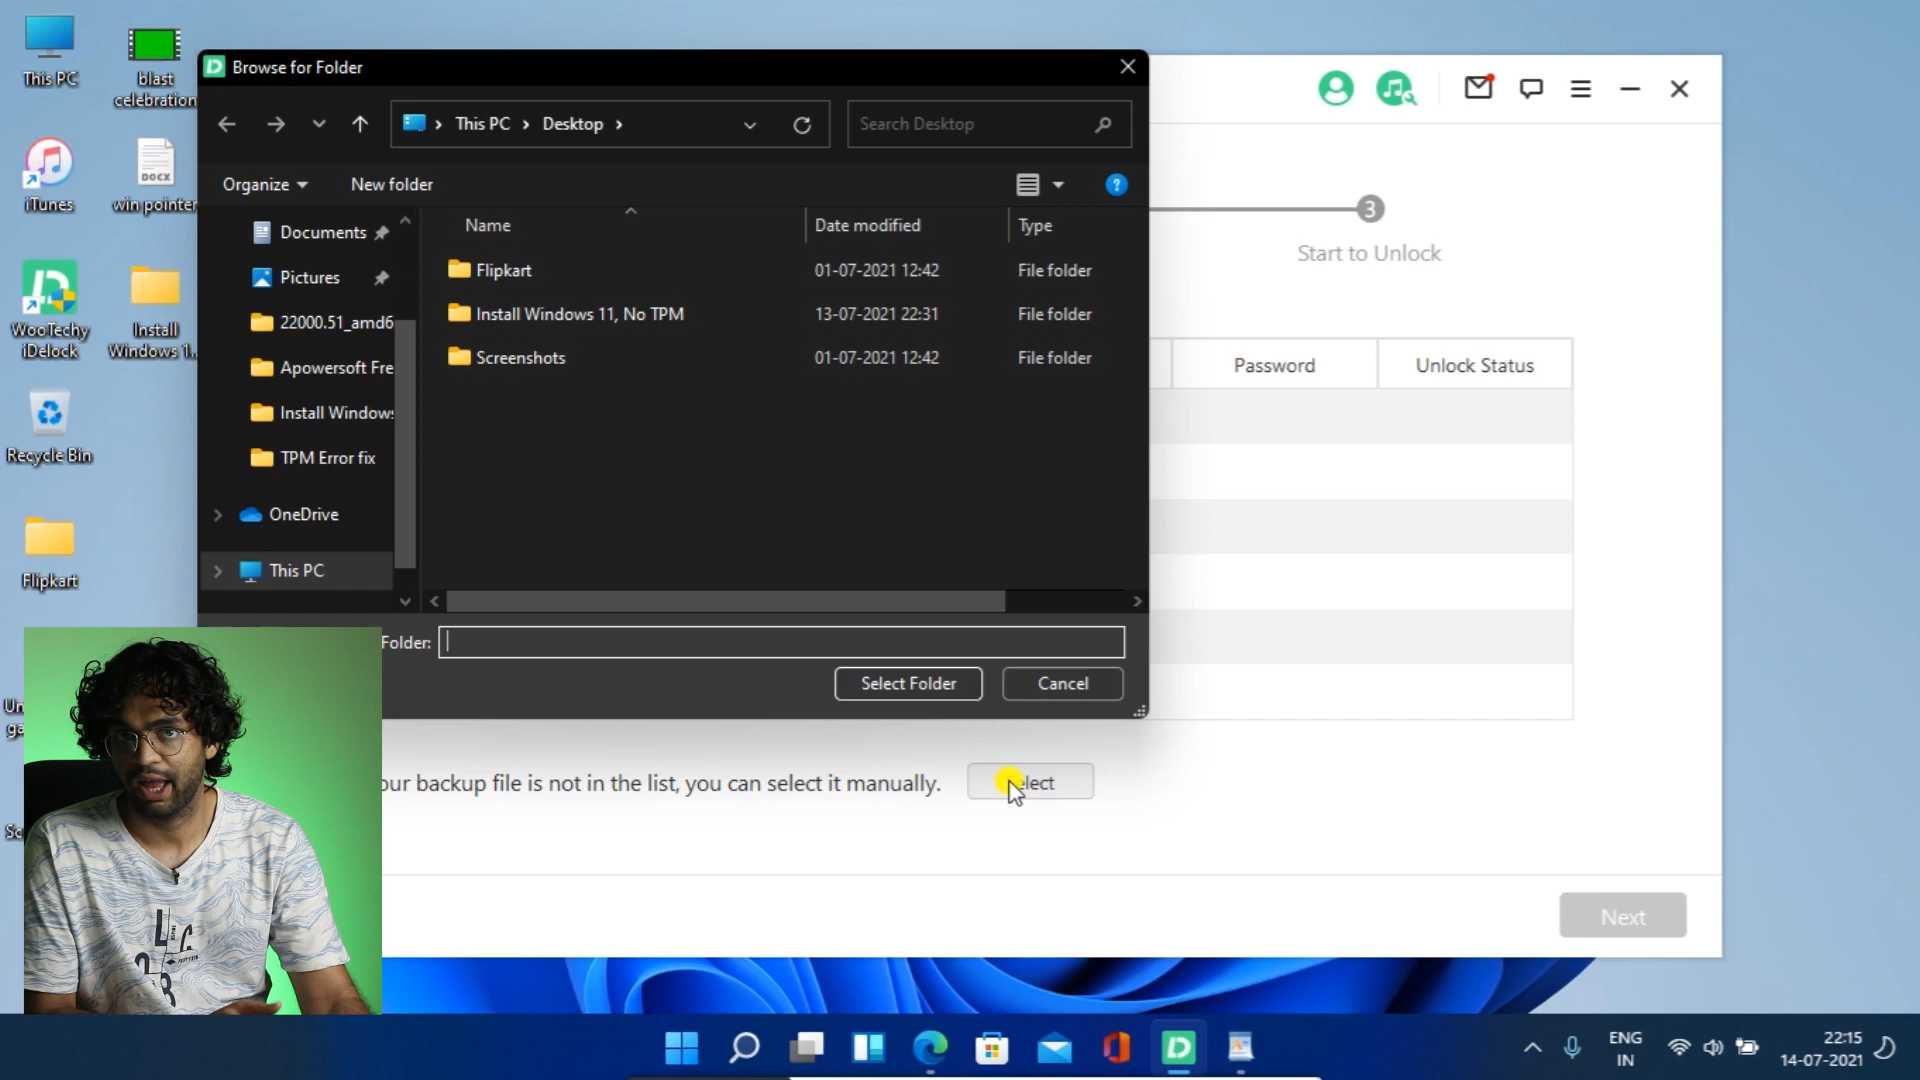 This PC
blast
celebration
iTunes
DOCX
win pointer
WooTechy
iDelock
Install
Windows 1...
Recycle Bin
Flipkart
Browse for Folder
This PC
Desktop
Search Desktop
Organize
New folder
Name
Date modified
Type
Documents
Pictures
22000.51_amd6
Apowersoft Fre
Install Windows
TPM Error fix
OneDrive
This PC
Flipkart
01-07-2021 12:42
File folder
Install Windows 11, No TPM
13-07-2021 22:31
File folder
Screenshots
01-07-2021 12:42
File folder
Folder:
Select Folder
Cancel
3
Start to Unlock
Password
Unlock Status
our backup file is not in the list, you can select it manually.
Select
Next
ENG
IN
22:15
14-07-2021